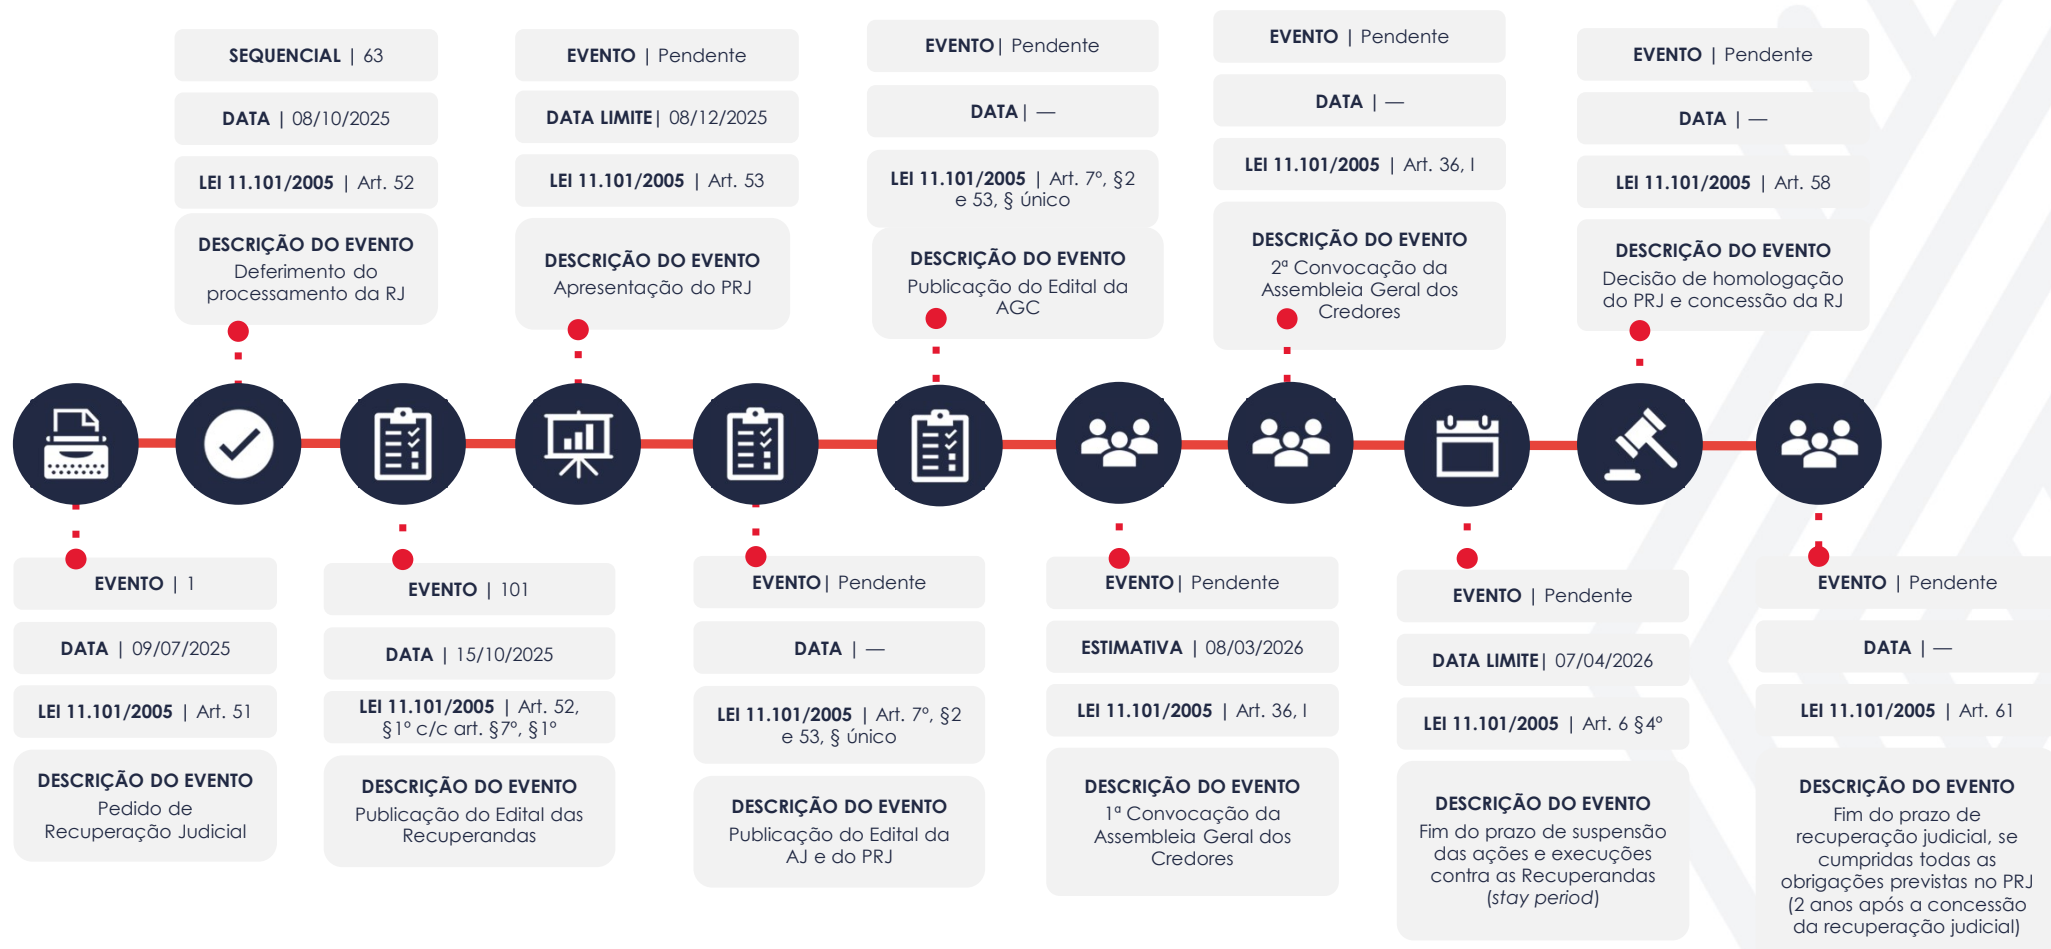 SEQUENCIAL | 63
DATA | 08/10/2025
LEI 11.101/2005 | Art. 52
DESCRIÇÃO DO EVENTO
Deferimento do
processamento da RJ
EVENTO | Pendente
DATA LIMITE| 08/12/2025
LEI 11.101/2005 | Art. 53
DESCRIÇÃO DO EVENTO
Apresentação do PRJ
EVENTO| Pendente
DATA| —
LEI 11.101/2005 | Art. 7º, §2
e 53, § único
DESCRIÇÃO DO EVENTO
Publicação do Edital da
AGC
EVENTO | Pendente
DATA | —
LEI 11.101/2005 | Art. 36, I
DESCRIÇÃO DO EVENTO
2ª Convocação da
Assembleia Geral dos
Credores
EVENTO | Pendente
DATA | —
LEI 11.101/2005 | Art. 58
DESCRIÇÃO DO EVENTO
Decisão de homologação
do PRJ e concessão da RJ
EVENTO | 1
DATA | 09/07/2025
LEI 11.101/2005 | Art. 51
DESCRIÇÃO DO EVENTO
Pedido de
Recuperação Judicial
EVENTO | 101
DATA | 15/10/2025
LEI 11.101/2005 | Art. 52,
§1º c/c art. §7º, §1º
DESCRIÇÃO DO EVENTO
Publicação do Edital das
Recuperandas
EVENTO| Pendente
DATA | —
LEI 11.101/2005 | Art. 7º, §2
e 53, § único
DESCRIÇÃO DO EVENTO
Publicação do Edital da
AJ e do PRJ
EVENTO| Pendente
ESTIMATIVA | 08/03/2026
LEI 11.101/2005 | Art. 36, I
DESCRIÇÃO DO EVENTO
1ª Convocação da
Assembleia Geral dos
Credores
EVENTO | Pendente
DATA LIMITE| 07/04/2026
LEI 11.101/2005 | Art. 6 §4º
DESCRIÇÃO DO EVENTO
Fim do prazo de suspensão
das ações e execuções
contra as Recuperandas
(stay period)
EVENTO | Pendente
DATA | —
LEI 11.101/2005 | Art. 61
DESCRIÇÃO DO EVENTO
Fim do prazo de
recuperação judicial, se
cumpridas todas as
obrigações previstas no PRJ
(2 anos após a concessão
da recuperação judicial)